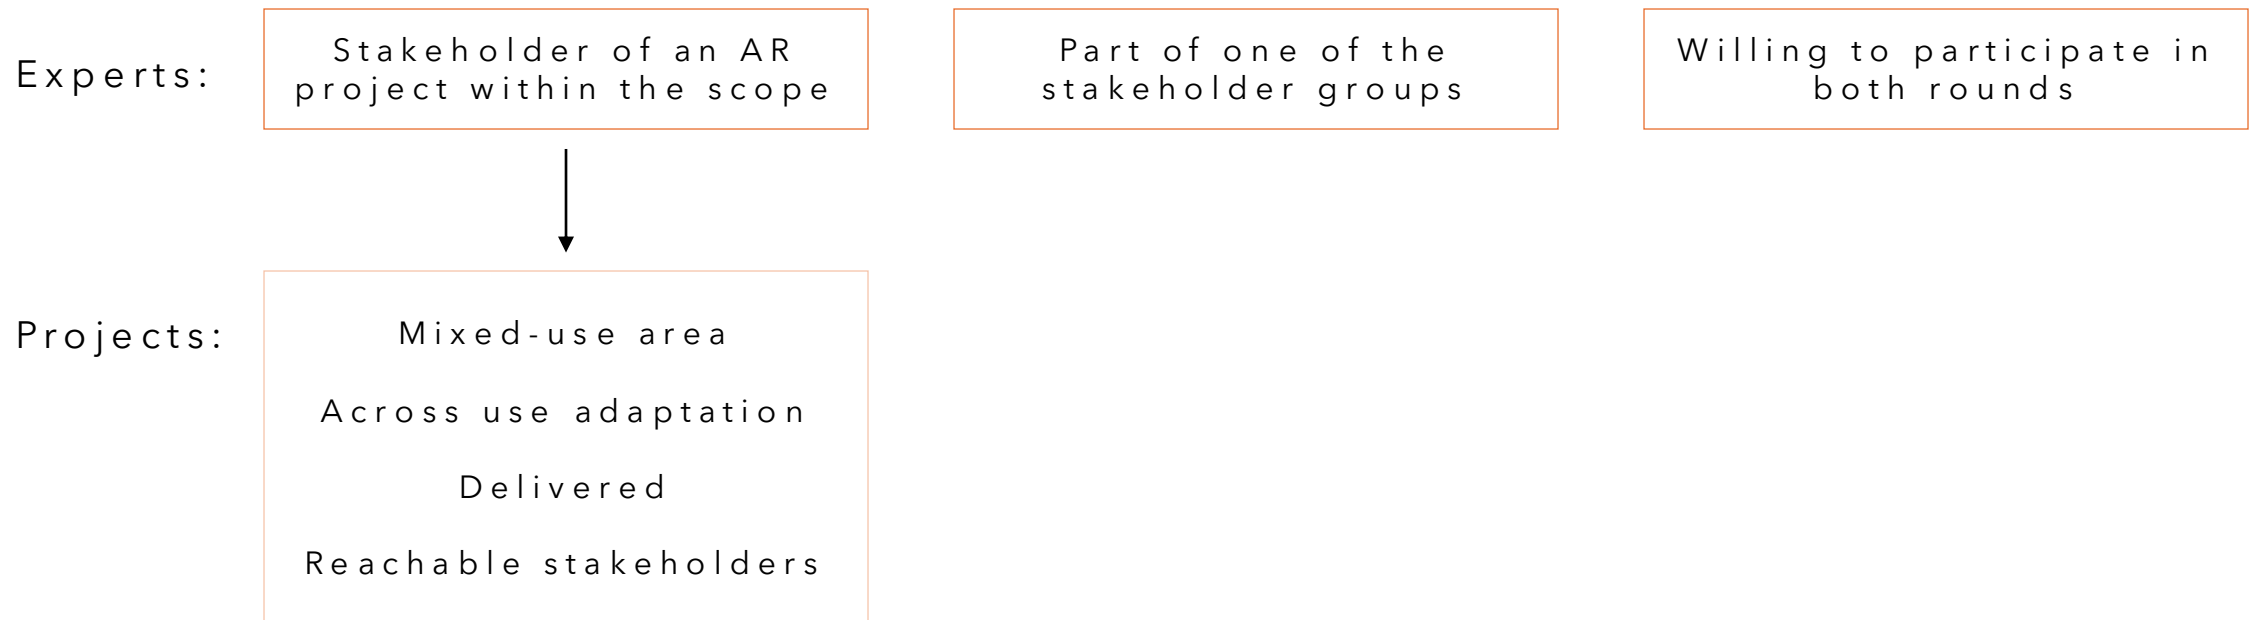 Experts:
Stakeholder of an AR
project within the scope
Part of one of the
stakeholder groups
Willing to participate in
both rounds
Projects:
Mixed-use area
Across use adaptation
Delivered
Reachable stakeholders